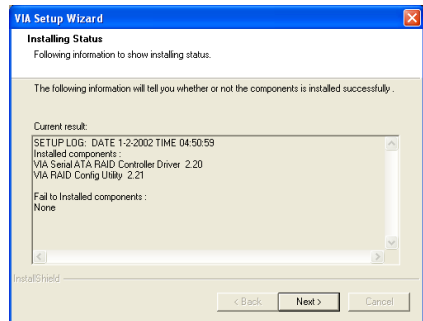 VIA Setup Wizard
Installing Status
Following information to show installing status.
The following information will tell you whether or not the components is installed successfully .
Current result:
SETUP LOG: DATE 1-2-2002 TIME 04:50:59
Installed components :
VIA Serial ATA RAID Controller Driver 2.20
VIA RAID Config Utility 2.21
Fail to Installed components :
None
InstallShield
< Back
Next >
Cancel